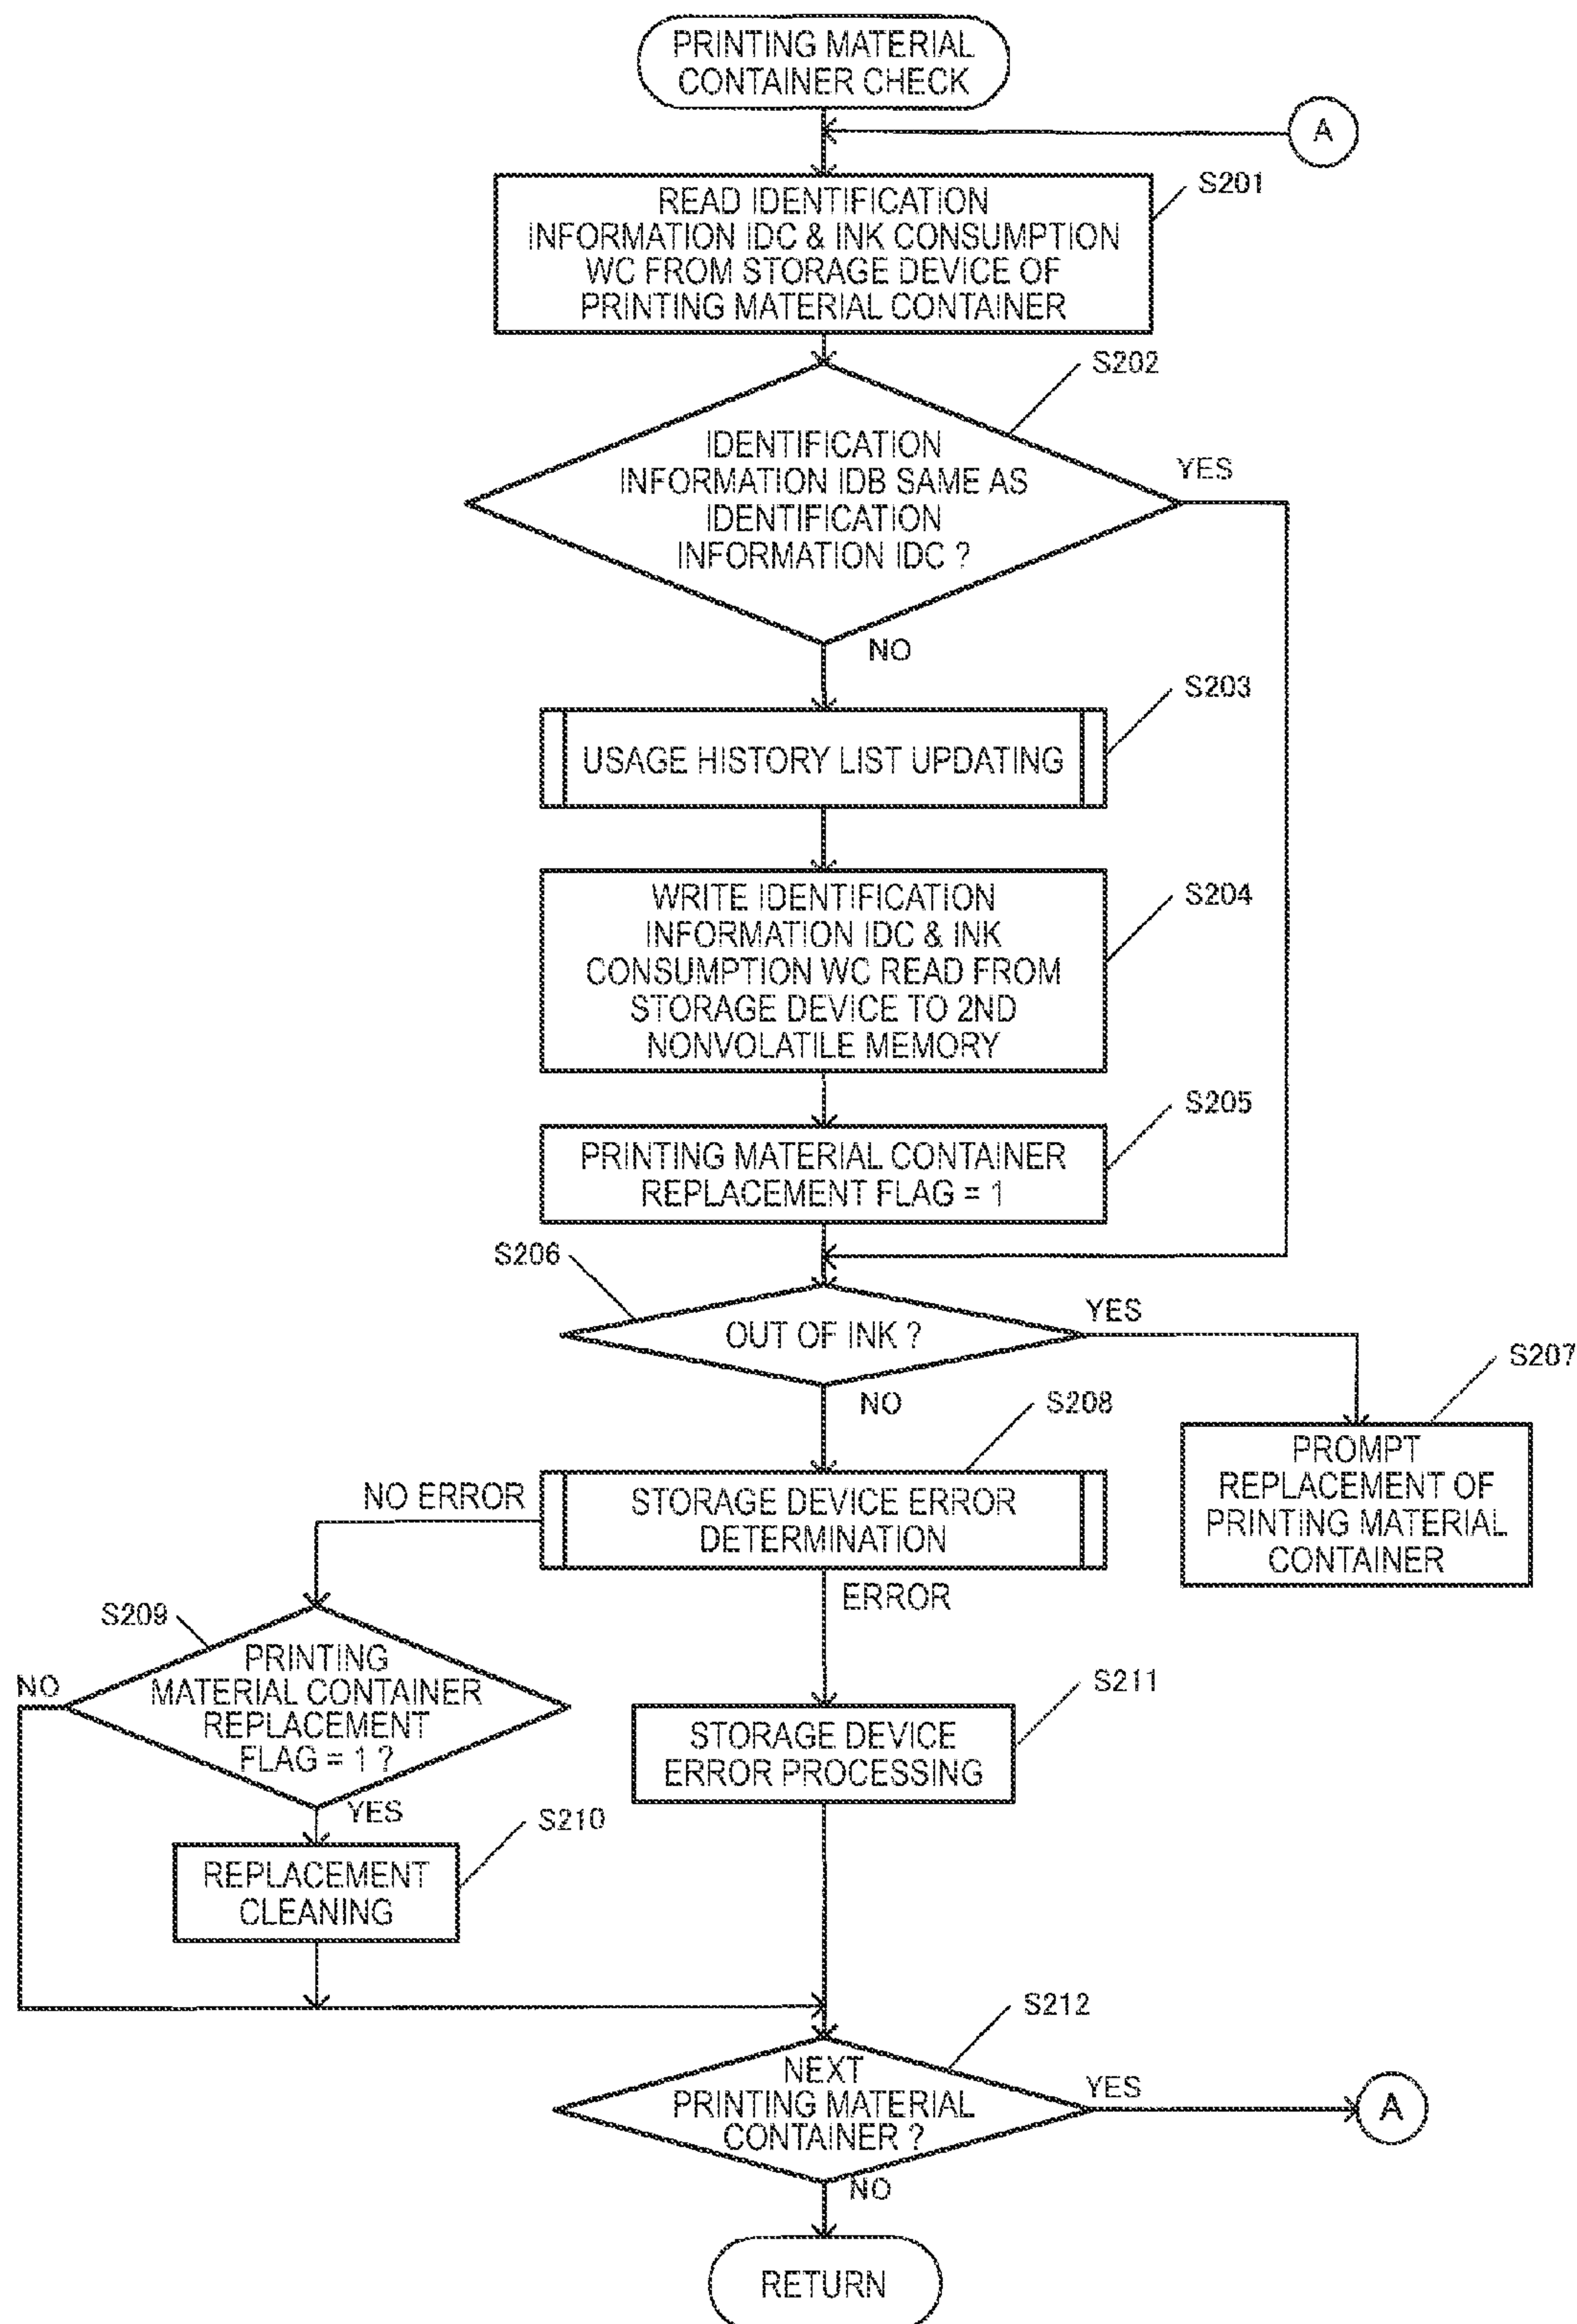 PRINTING MATERIAL
CONTAINER CHECK
A
S201
READ IDENTIFICATION
INFORMATION IDC & INK CONSUMPTION
WC FROM STORAGE DEVICE OF
PRINTING MATERIAL CONTAINER
S202
IDENTIFICATION
INFORMATION IDB SAME AS
IDENTIFICATION
INFORMATION IDC ?
YES
NO
S203
USAGE HISTORY LIST UPDATING
S204
WRITE IDENTIFICATION
INFORMATION IDC & INK
CONSUMPTION WC READ FROM
STORAGE DEVICE TO 2ND
NONVOLATILE MEMORY
S205
PRINTING MATERIAL CONTAINER
REPLACEMENT FLAG = 1
S206
OUT OF INK ?
YES
NO
S207
PROMPT
REPLACEMENT OF
PRINTING MATERIAL
CONTAINER
S208
STORAGE DEVICE ERROR
DETERMINATION
NO ERROR
ERROR
S209
PRINTING
MATERIAL CONTAINER
REPLACEMENT
FLAG = 1 ?
NO
YES
S210
REPLACEMENT
CLEANING
S211
STORAGE DEVICE
ERROR PROCESSING
S212
NEXT
PRINTING MATERIAL
CONTAINER ?
YES
A
NO
RETURN